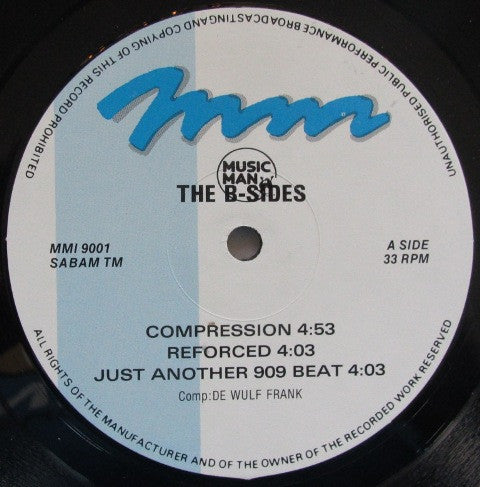 mm
MUSIC
MAN
THE B-SIDES
MMI 9001
SABAM TM
A SIDE
33 RPM
COMPRESSION 4:53
REFORCED 4:03
JUST ANOTHER 909 BEAT 4:03
Comp:DE WULF FRANK
ALL RIGHTS OF THE MANUFACTURER AND OF THE OWNER OF THE RECORDED WORK RESERVED
UNAUTHORISED PUBLIC PERFORMANCE BROADCASTING AND COPYING OF THIS RECORD PROHIBITED